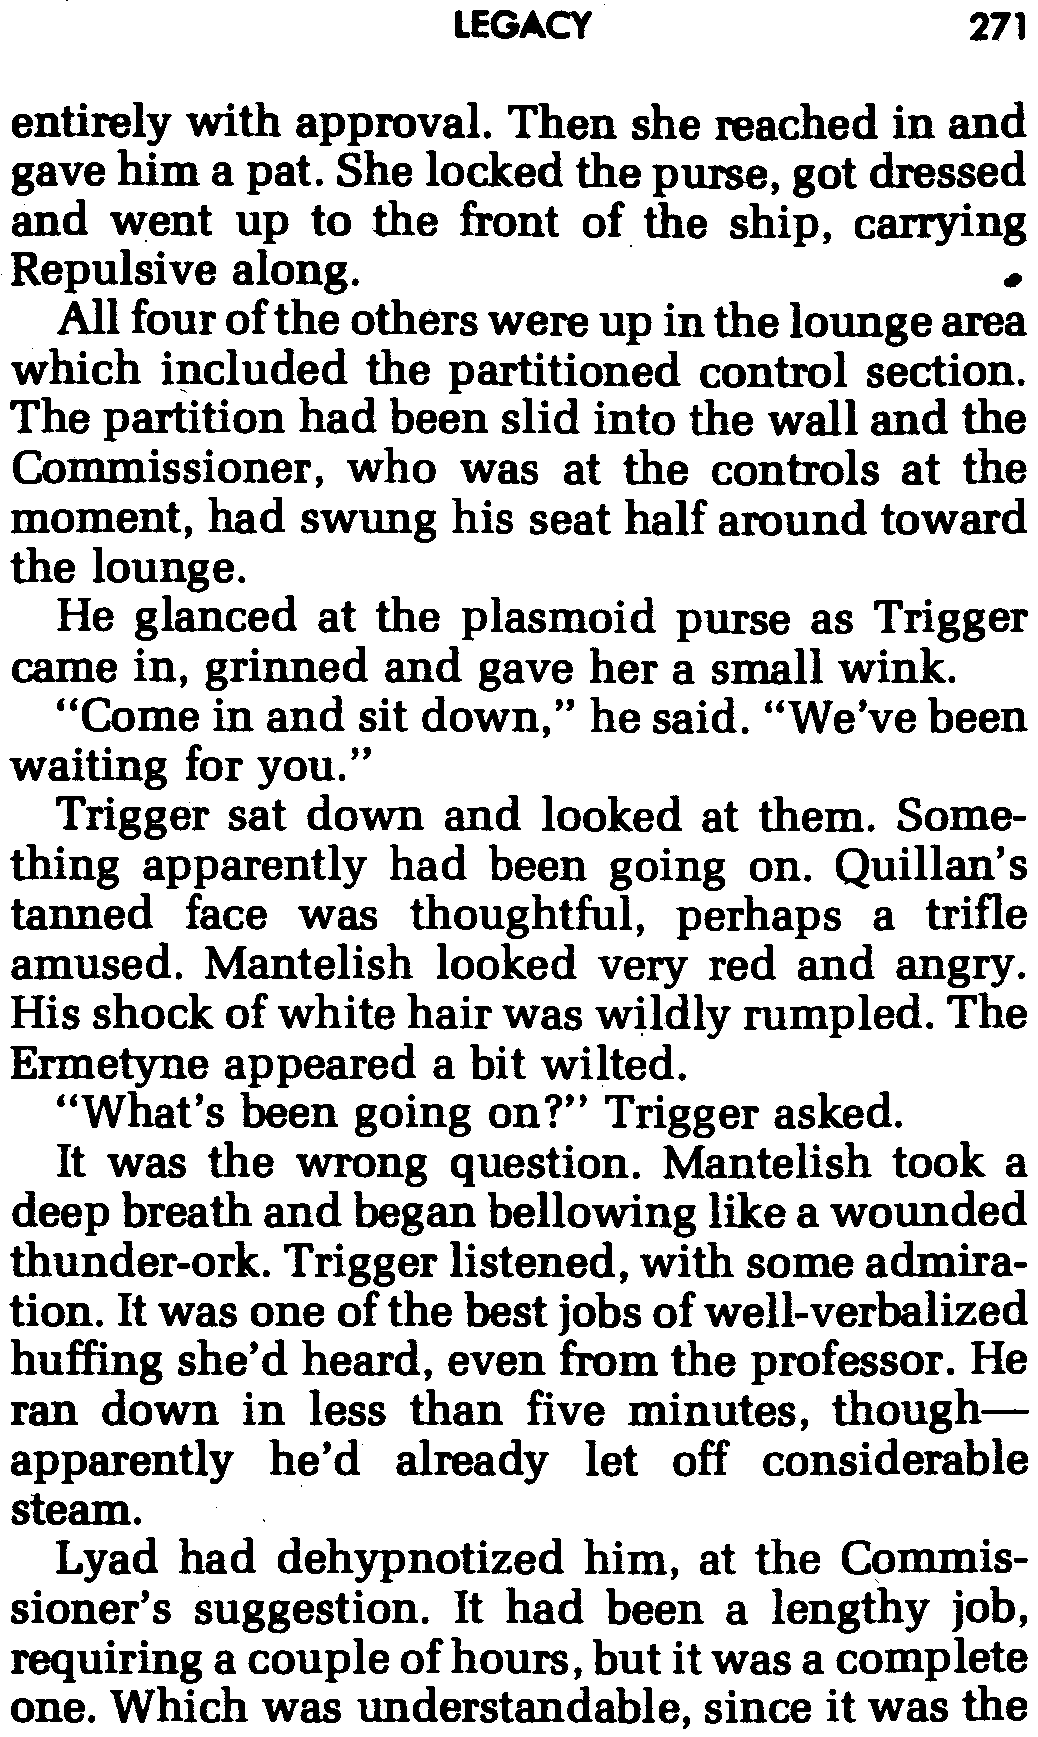 LEGACY 271
entirely with approval. Then she reached in and
gave him a pat. She locked the purse, got dressed
and went up to the front of the ship, carrying
Repulsive along.
All four of the others were up in the lounge area
which included the partitioned control section.
The partition had been slid into the wall and the
Commissioner, who was at the controls at the
moment, had swung his seat half around toward
the lounge.
He glanced at the plasmoid purse as Trigger
came in, grinned and gave her a small wink.
“Come in and sit down,” he said. “We’ve been
waiting for you.”
Trigger sat down and looked at them. Some-
thing apparently had been going on. Quillan’s
tanned face was thoughtful, perhaps a trifle
amused. Mantelish looked very red and angry.
His shock of white hair was wildly rumpled. The
Ermetyne appeared a bit wilted.
“What’s been going on?” Trigger asked.
It was the wrong question. Mantelish took a
deep breath and began bellowing like a wounded
thunder-ork. Trigger listened, with some admira-
tion. It was one of the best jobs of well-verbalized
huffing she’d heard, even from the professor. He
ran down in less than five minutes, though—
apparently he’d already let off considerable
steam.
Lyad had dehypnotized him, at the Commis-
sioner’s suggestion. It had been a lengthy job,
requiring a couple of hours, but it was a complete
one. Which was understandable, since it was the